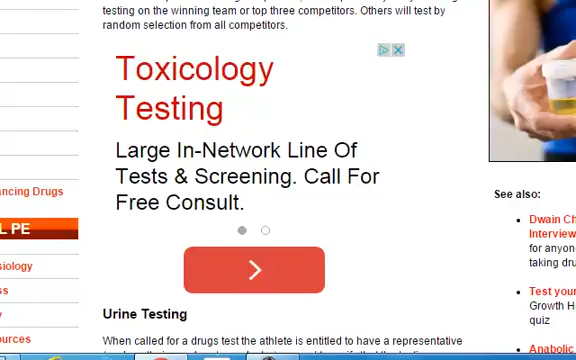 testing on the winning team or top three competitors. Others will test by
random selection from all competitors.
Toxicology
Testing
Large In-Network Line Of
Tests & Screening. Call For
Free Consult.
ancing Drugs
L PE
siology
ss
y
ources
Urine Testing
When called for a drugs test the athlete is entitled to have a representative
See also:
Dwain Ch
Interview
for anyon
taking dru
Test your
Growth Ho
quiz
Anabolic